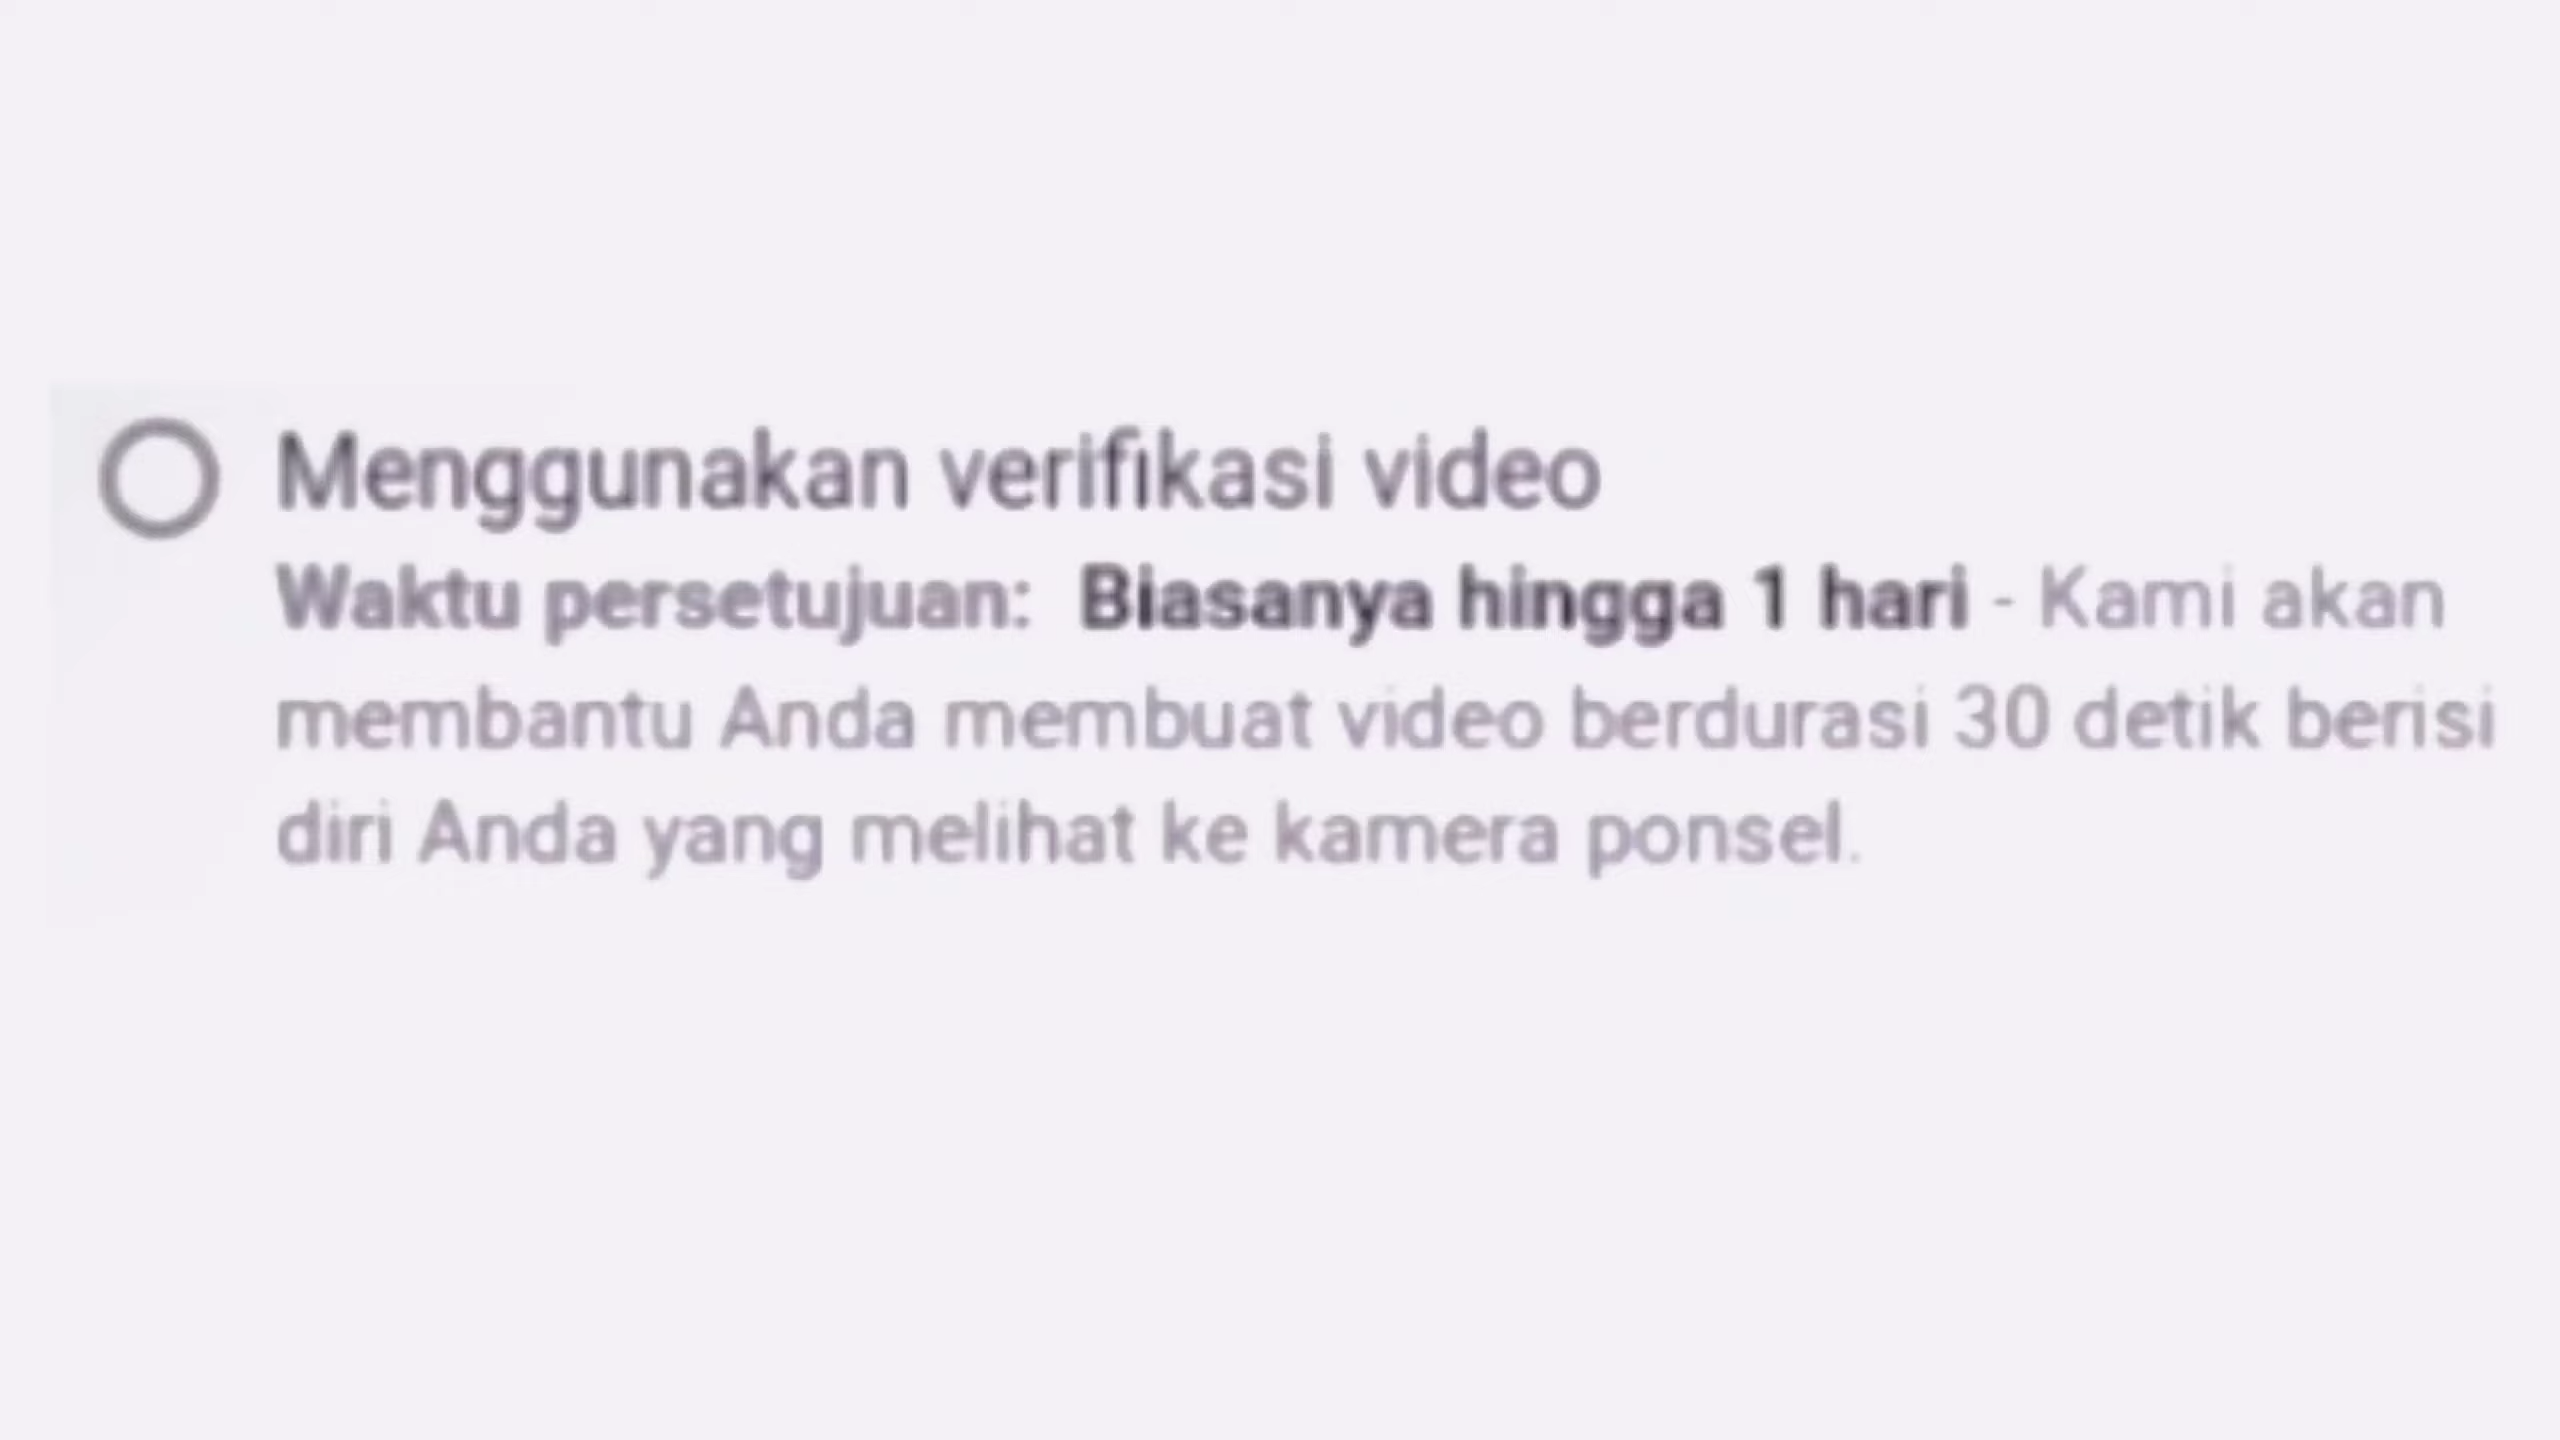 Menggunakan verifikasi video
Waktu persetujuan: Biasanya hingga 1 hari - Kami akan
membantu Anda membuat video berdurasi 30 detik berisi
diri Anda yang melihat ke kamera ponsel.